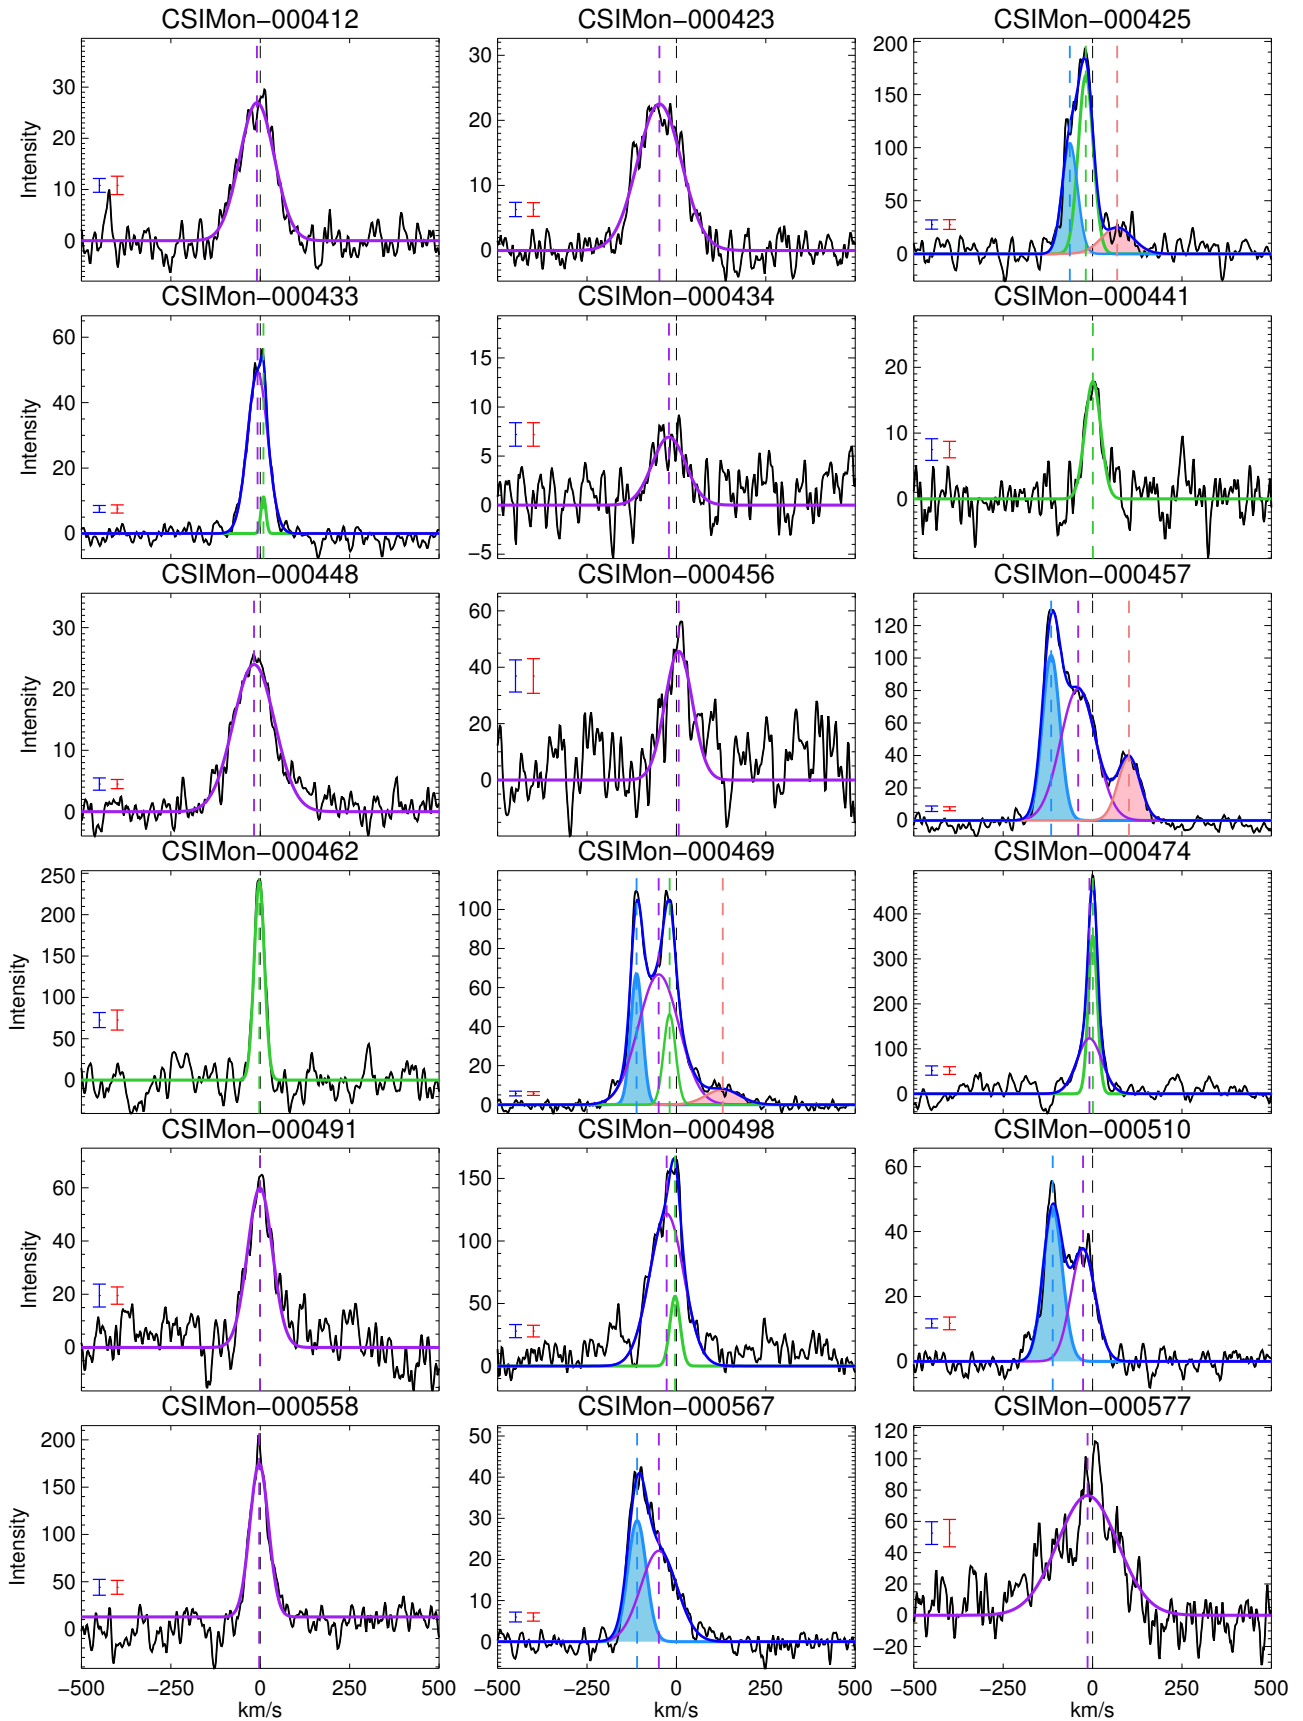 CSIMon−000412 CSIMon−000423 CSIMon−000425
Intensity 0 10 20 30
0 10 20 30
0 50 100 150 200
CSIMon−000433 CSIMon−000434 CSIMon−000441
Intensity 0 20 40 60
−5 0 5 10 15
0 10 20
CSIMon−000448 CSIMon−000456 CSIMon−000457
Intensity 0 10 20 30
0 20 40 60
0 20 40 60 80 100 120
CSIMon−000462 CSIMon−000469 CSIMon−000474
Intensity 0 50 100 150 200 250
0 20 40 60 80 100
0 100 200 300 400
CSIMon−000491 CSIMon−000498 CSIMon−000510
Intensity 0 20 40 60
0 50 100 150
0 20 40 60
CSIMon−000558 CSIMon−000567 CSIMon−000577
Intensity 0 50 100 150 200
0 10 20 30 40 50
−20 0 20 40 60 80 100 120
−500 −250 0 250 500 −500 −250 0 250 500 −500 −250 0 250 500
km/s km/s km/s